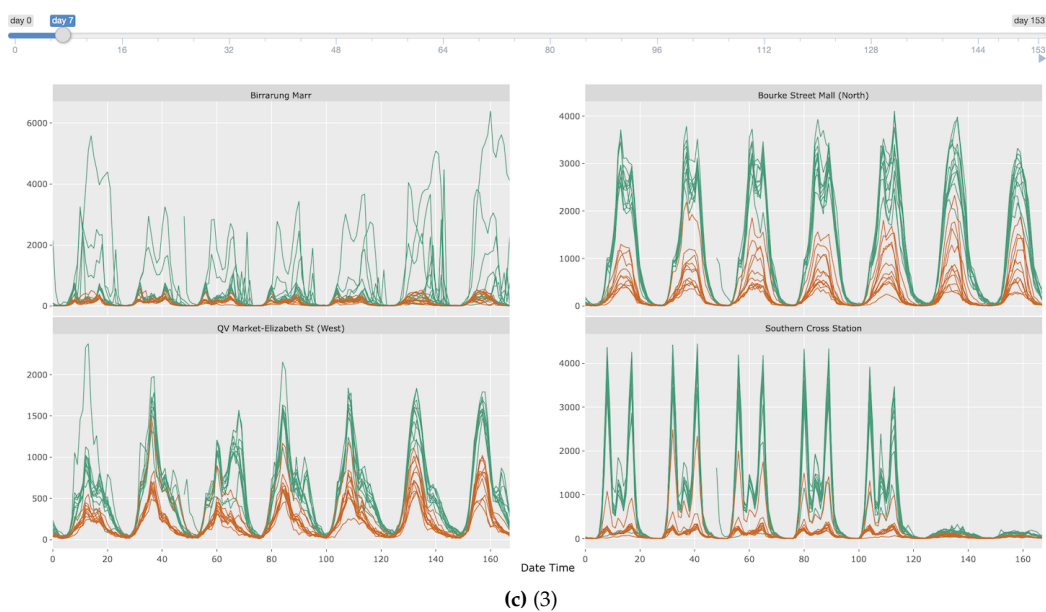 day 0 day 7 day 153
0 16 32 48 64 80 96 112 128 144 153
Birrarung Marr
6000
4000
2000
0
Bourke Street Mall (North)
4000
3000
2000
1000
0
QV Market-Elizabeth St (West)
2000
1500
1000
500
0
0 20 40 60 80 100 120 140 160
Southern Cross Station
4000
3000
2000
1000
0
0 20 40 60 80 100 120 140 160
Date Time
(c) (3)